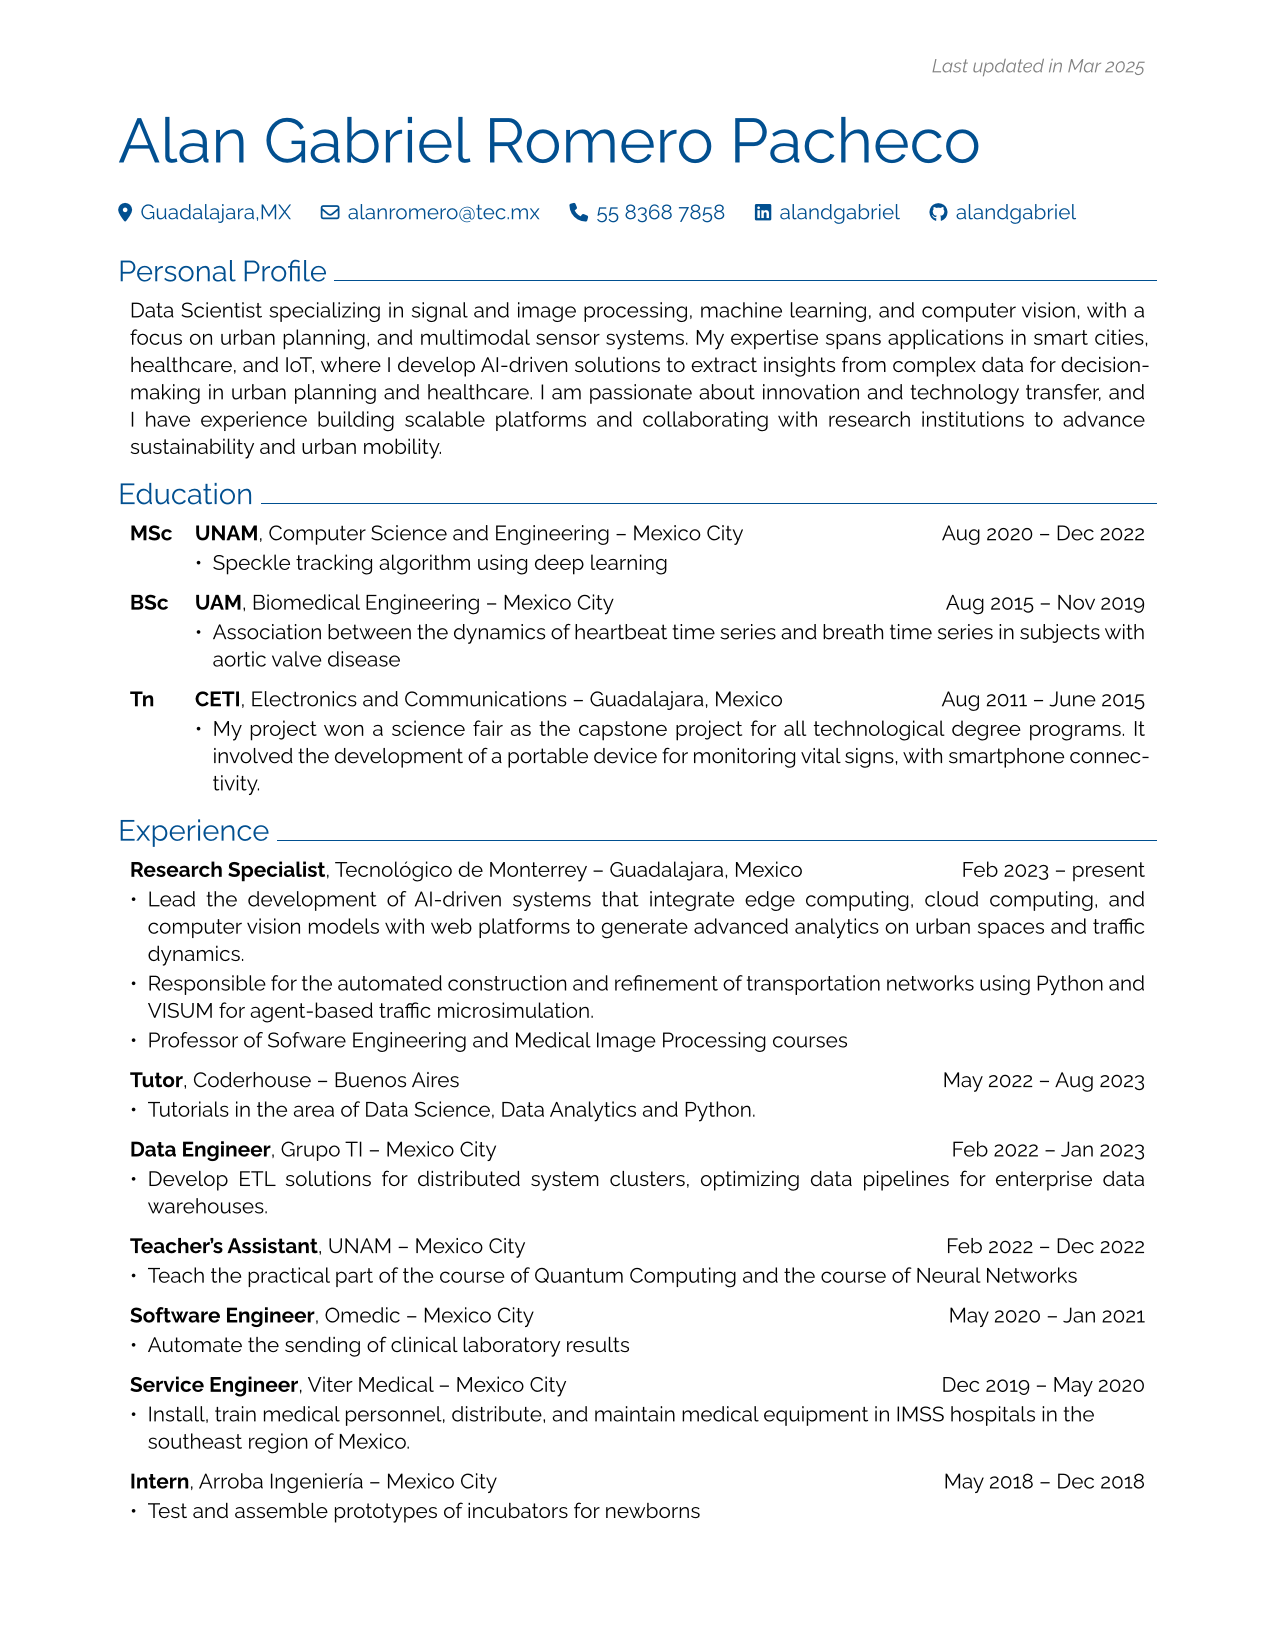 Last updated in Mar 2025
Alan Gabriel Romero Pacheco
Guadalajara,MX alanromero@tec.mx 55 8368 7858 alandgabriel alandgabriel
Personal Profile
Data Scientist specializing in signal and image processing, machine learning, and computer vision, with a
focus on urban planning, and multimodal sensor systems. My expertise spans applications in smart cities,
healthcare, and IoT, where I develop AI-driven solutions to extract insights from complex data for decision-
making in urban planning and healthcare. I am passionate about innovation and technology transfer, and
I have experience building scalable platforms and collaborating with research institutions to advance
sustainability and urban mobility.
Education
MSc UNAM, Computer Science and Engineering – Mexico City Aug 2020 – Dec 2022
• Speckle tracking algorithm using deep learning
BSc UAM, Biomedical Engineering – Mexico City Aug 2015 – Nov 2019
• Association between the dynamics of heartbeat time series and breath time series in subjects with
aortic valve disease
Tn CETI, Electronics and Communications – Guadalajara, Mexico Aug 2011 – June 2015
• My project won a science fair as the capstone project for all technological degree programs. It
involved the development of a portable device for monitoring vital signs, with smartphone connec-
tivity.
Experience
Research Specialist, Tecnológico de Monterrey – Guadalajara, Mexico Feb 2023 – present
• Lead the development of AI-driven systems that integrate edge computing, cloud computing, and
computer vision models with web platforms to generate advanced analytics on urban spaces and traffic
dynamics.
• Responsible for the automated construction and refinement of transportation networks using Python and
VISUM for agent-based traffic microsimulation.
• Professor of Sofware Engineering and Medical Image Processing courses
Tutor, Coderhouse – Buenos Aires May 2022 – Aug 2023
• Tutorials in the area of Data Science, Data Analytics and Python.
Data Engineer, Grupo TI – Mexico City Feb 2022 – Jan 2023
• Develop ETL solutions for distributed system clusters, optimizing data pipelines for enterprise data
warehouses.
Teacher’s Assistant, UNAM – Mexico City Feb 2022 – Dec 2022
• Teach the practical part of the course of Quantum Computing and the course of Neural Networks
Software Engineer, Omedic – Mexico City May 2020 – Jan 2021
• Automate the sending of clinical laboratory results
Service Engineer, Viter Medical – Mexico City Dec 2019 – May 2020
• Install, train medical personnel, distribute, and maintain medical equipment in IMSS hospitals in the
southeast region of Mexico.
Intern, Arroba Ingeniería – Mexico City May 2018 – Dec 2018
• Test and assemble prototypes of incubators for newborns